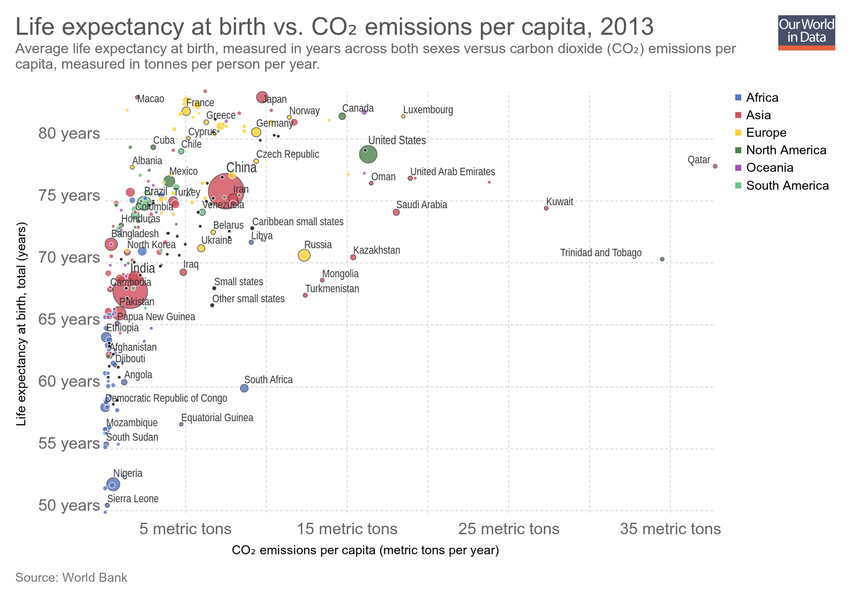 Life expectancy at birth vs. CO₂ emissions per capita, 2013
Average life expectancy at birth, measured in years across both sexes versus carbon dioxide (CO₂) emissions per
capita, measured in tonnes per person per year.
Our World
in Data
Africa
Asia
Europe
North America
Oceania
South America
Life expectancy at birth, total (years)
80 years
75 years
70 years
65 years
60 years
55 years
50 years
Macao
France
Japan
Greece
Norway
Canada
Luxembourg
Germany
Cyprus
Cuba
Chile
United States
Czech Republic
Albania
China
Mexico
Oman
United Arab Emirates
Qatar
Brazil
Turkey
Iran
Colombia
Venezuela
Saudi Arabia
Kuwait
Honduras
Belarus
Caribbean small states
Bangladesh
Libya
North Korea
Ukraine
Russia
Kazakhstan
Trinidad and Tobago
India
Iraq
Mongolia
Cambodia
Small states
Turkmenistan
Pakistan
Other small states
Papua New Guinea
Ethiopia
Afghanistan
Djibouti
Angola
South Africa
Democratic Republic of Congo
Mozambique
Equatorial Guinea
South Sudan
Nigeria
Sierra Leone
5 metric tons
15 metric tons
25 metric tons
35 metric tons
CO₂ emissions per capita (metric tons per year)
Source: World Bank